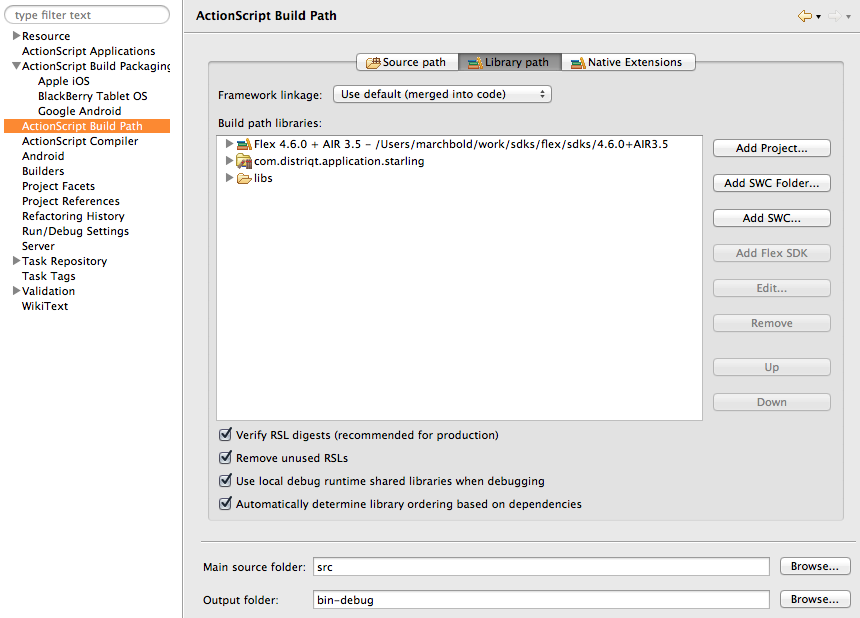 type filter text
Resource
ActionScript Applications
ActionScript Build Packaging
Apple iOS
BlackBerry Tablet OS
Google Android
ActionScript Build Path
ActionScript Compiler
Android
Builders
Project Facets
Project References
Refactoring History
Run/Debug Settings
Server
Task Repository
Task Tags
Validation
WikiText
ActionScript Build Path
Source path
Library path
Native Extensions
Framework linkage: Use default (merged into code)
Build path libraries:
Flex 4.6.0 + AIR 3.5 - /Users/marchbold/work/sdks/flex/sdks/4.6.0+AIR3.5
com.distriqt.application.starling
libs
Add Project...
Add SWC Folder...
Add SWC...
Add Flex SDK
Edit...
Remove
Up
Down
Verify RSL digests (recommended for production)
Remove unused RSLs
Use local debug runtime shared libraries when debugging
Automatically determine library ordering based on dependencies
Main source folder: src Browse...
Output folder: bin-debug Browse...